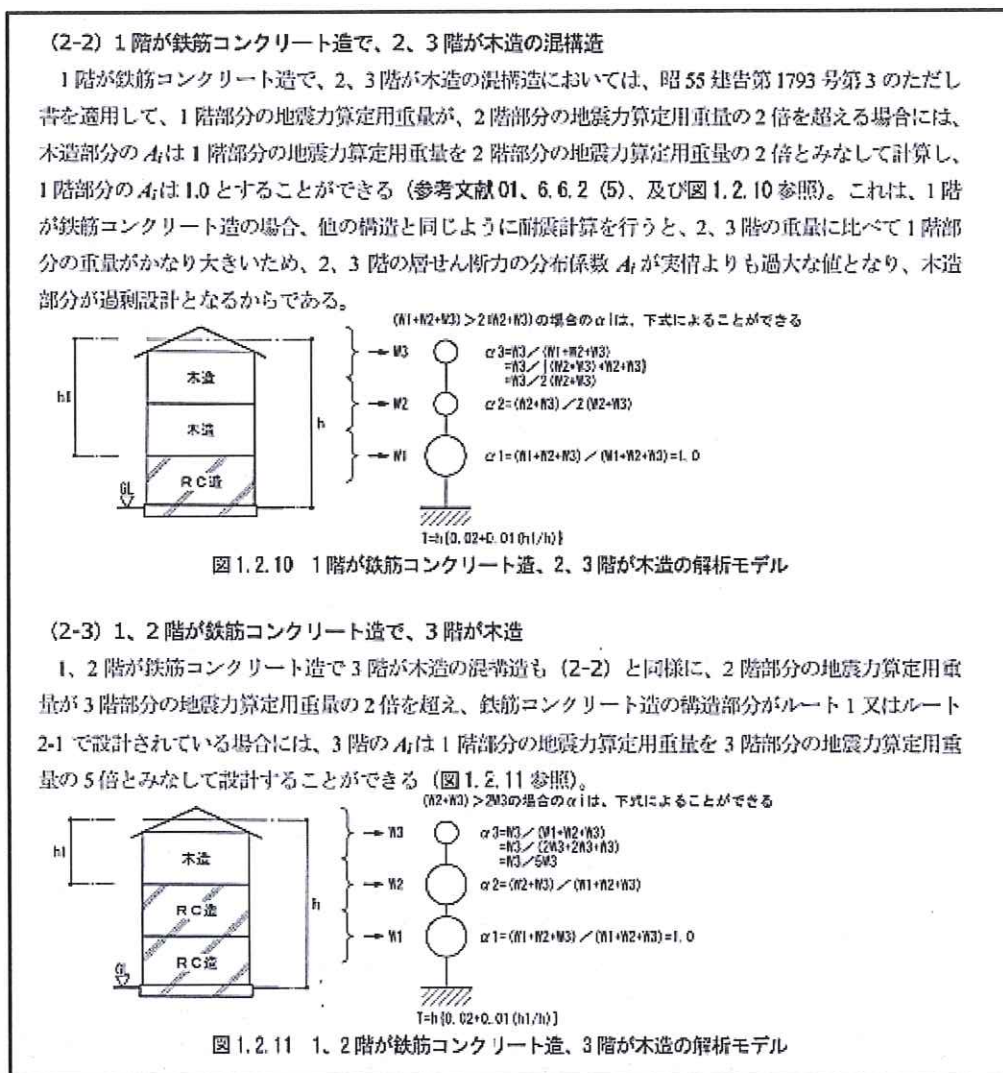 (2-2) 1階が鉄筋コンクリート造で、2、3階が木造の混構造
1階が鉄筋コンクリート造で、2、3階が木造の混構造においては、昭55建告第1793号第3のただし
書を適用して、1階部分の地震力算定用重量が、2階部分の地震力算定用重量の2倍を超える場合には、
木造部分のAiは1階部分の地震力算定用重量を2階部分の地震力算定用重量の2倍とみなして計算し、
1階部分のAiは1.0とすることができる(参考文献01、6.6.2 (5)、及び図1.2.10参照)。これは、1階
が鉄筋コンクリート造の場合、他の構造と同じように耐震計算を行うと、2、3階の重量に比べて1階部
分の重量がかなり大きいため、2、3階の層せん断力の分布係数Aiが実情よりも過大な値となり、木造
部分が過剰設計となるからである。
(W1+W2+W3)>2(W2+W3)の場合のαiは、下式によることができる
W3
α3=W3/(W1+W2+W3)
=W3/{(W2+W3)+W2+W3}
=W3/2(W2+W3)
木造
hI
h
W2
α2=(W2+W3)/2(W2+W3)
木造
W1
α1=(W1+W2+W3)/(W1+W2+W3)=1.0
RC造
GL
T=h{0.02+0.01(hI/h)}
図1.2.10 1階が鉄筋コンクリート造、2、3階が木造の解析モデル
(2-3) 1、2階が鉄筋コンクリート造で、3階が木造
1、2階が鉄筋コンクリート造で3階が木造の混構造も(2-2)と同様に、2階部分の地震力算定用重
量が3階部分の地震力算定用重量の2倍を超え、鉄筋コンクリート造の構造部分がルート1又はルート
2-1で設計されている場合には、3階のAiは1階部分の地震力算定用重量を3階部分の地震力算定用重
量の5倍とみなして設計することができる(図1.2.11参照)。
(W2+W3)>2W3の場合のαiは、下式によることができる
W3
α3=W3/(W1+W2+W3)
=W3/(2W3+2W3+W3)
=W3/5W3
hI
木造
W2
α2=(W2+W3)/(W1+W2+W3)
RC造
h
W1
α1=(W1+W2+W3)/(W1+W2+W3)=1.0
RC造
GL
T=h{0.02+0.01(hI/h)}
図1.2.11 1、2階が鉄筋コンクリート造、3階が木造の解析モデル